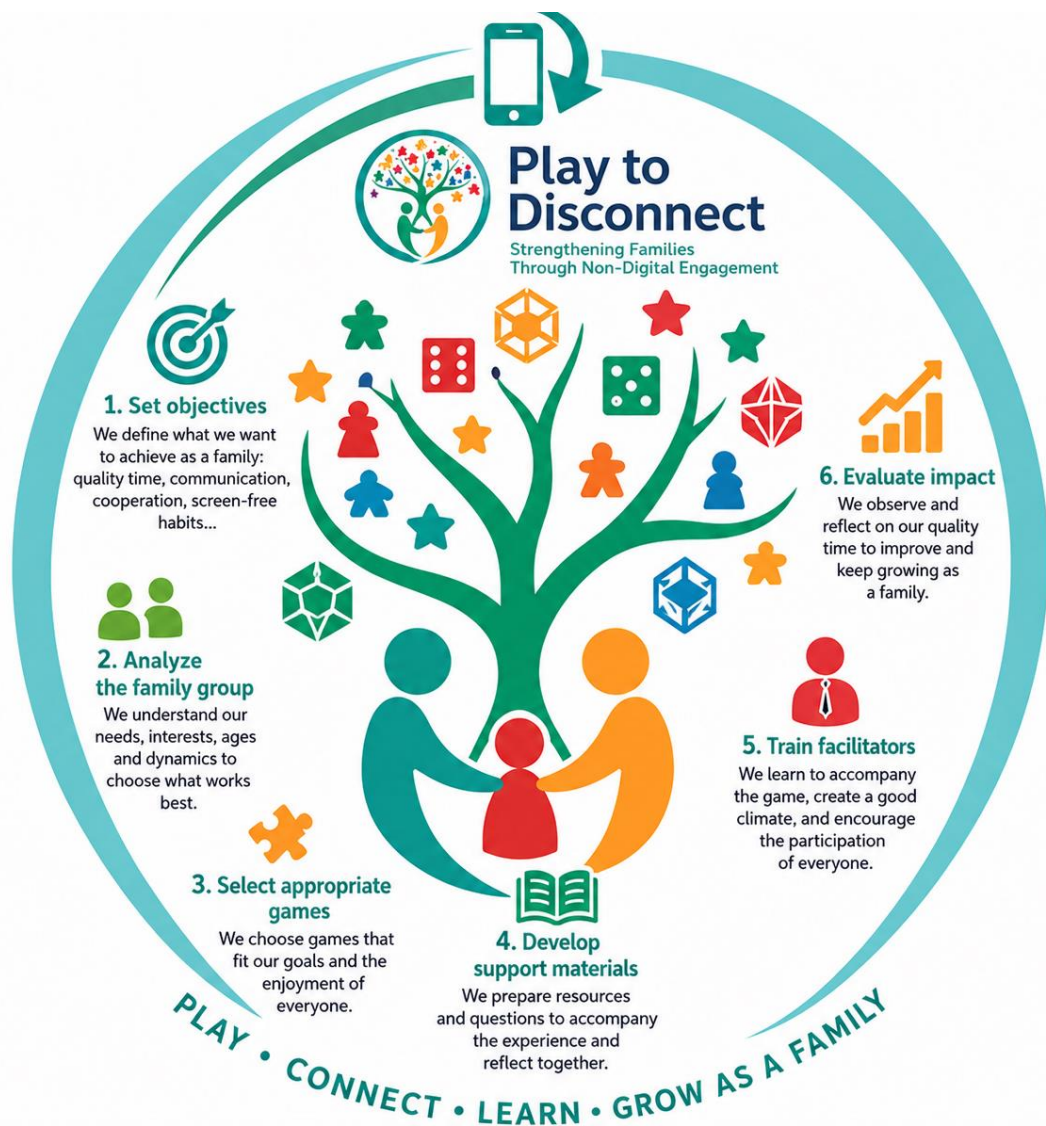 Play to
Disconnect
Strengthening Families
Through Non-Digital Engagement
1. Set objectives
We define what we want
to achieve as a family:
quality time, communication,
cooperation, screen-free
habits...
2. Analyze
the family group
We understand our
needs, interests, ages
and dynamics to
choose what works
best.
3. Select appropriate
games
We choose games that
fit our goals and the
enjoyment of
everyone.
4. Develop
support materials
We prepare resources
and questions to accompany
the experience and
reflect together.
5. Train facilitators
We learn to accompany
the game, create a good
climate, and encourage
the participation
of everyone.
6. Evaluate impact
We observe and
reflect on our quality
time to improve and
keep growing as
a family.
PLAY • CONNECT • LEARN • GROW AS A FAMILY